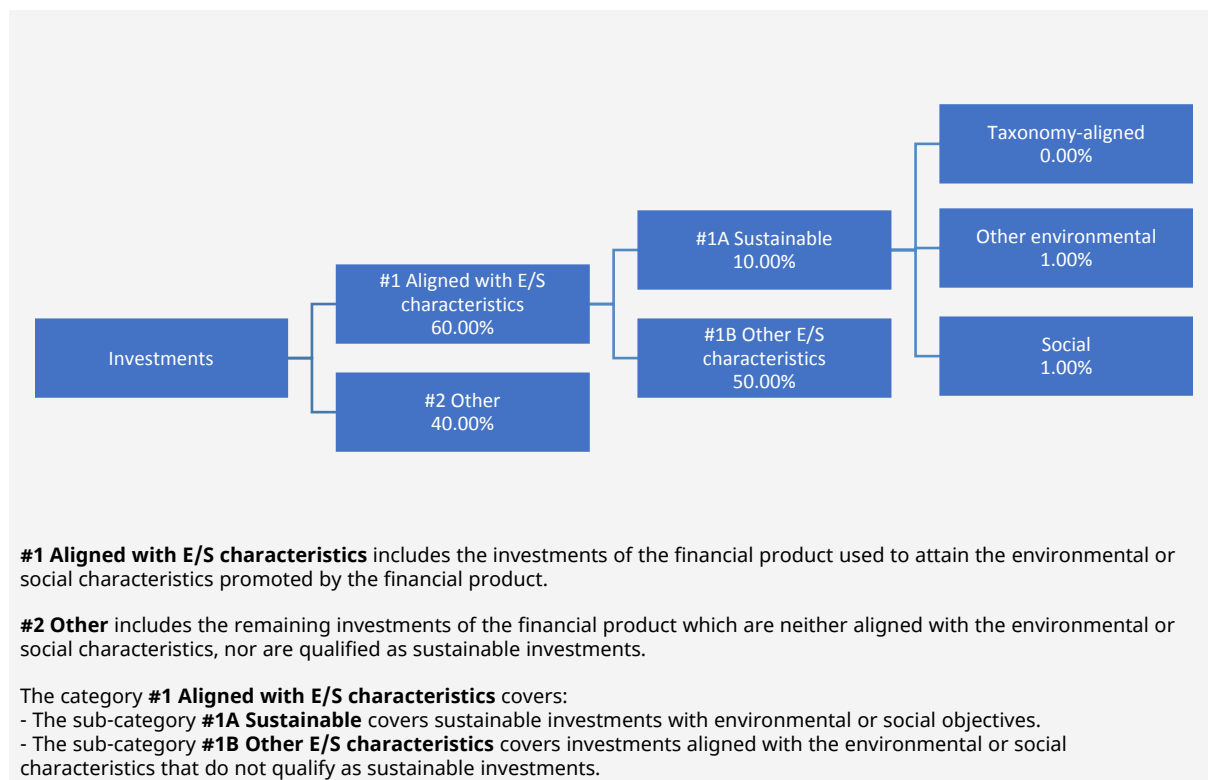 Investments
#1 Aligned with E/S
characteristics
60.00%
#2 Other
40.00%
#1A Sustainable
10.00%
#1B Other E/S
characteristics
50.00%
Taxonomy-aligned
0.00%
Other environmental
1.00%
Social
1.00%
#1 Aligned with E/S characteristics includes the investments of the financial product used to attain the environmental or
social characteristics promoted by the financial product.
#2 Other includes the remaining investments of the financial product which are neither aligned with the environmental or
social characteristics, nor are qualified as sustainable investments.
The category #1 Aligned with E/S characteristics covers:
- The sub-category #1A Sustainable covers sustainable investments with environmental or social objectives.
- The sub-category #1B Other E/S characteristics covers investments aligned with the environmental or social
characteristics that do not qualify as sustainable investments.